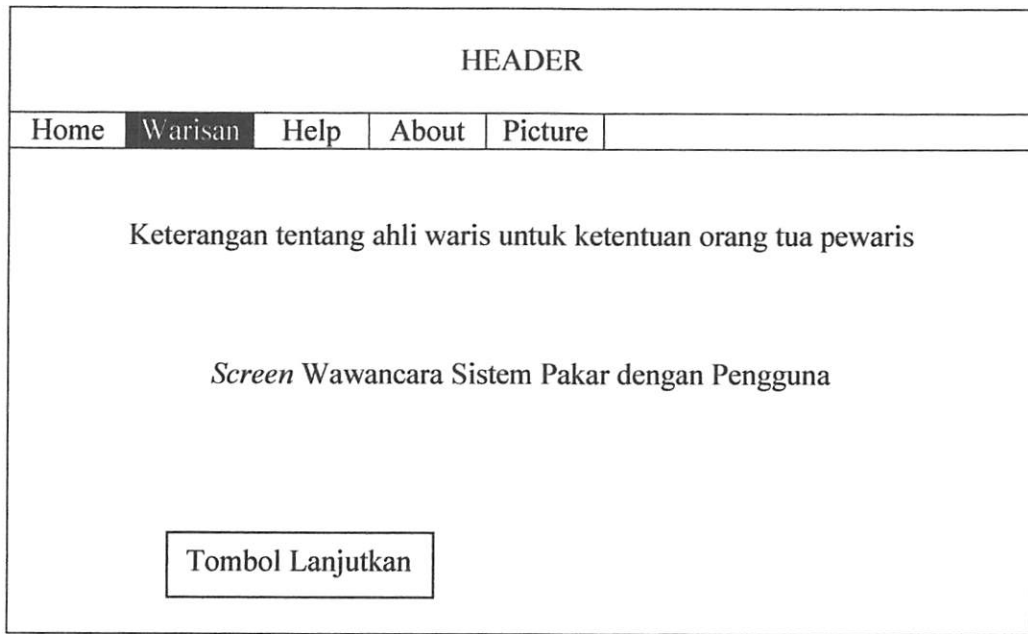 HEADER
Home Warisan Help About Picture
Keterangan tentang ahli waris untuk ketentuan orang tua pewaris
Screen Wawancara Sistem Pakar dengan Pengguna
Tombol Lanjutkan